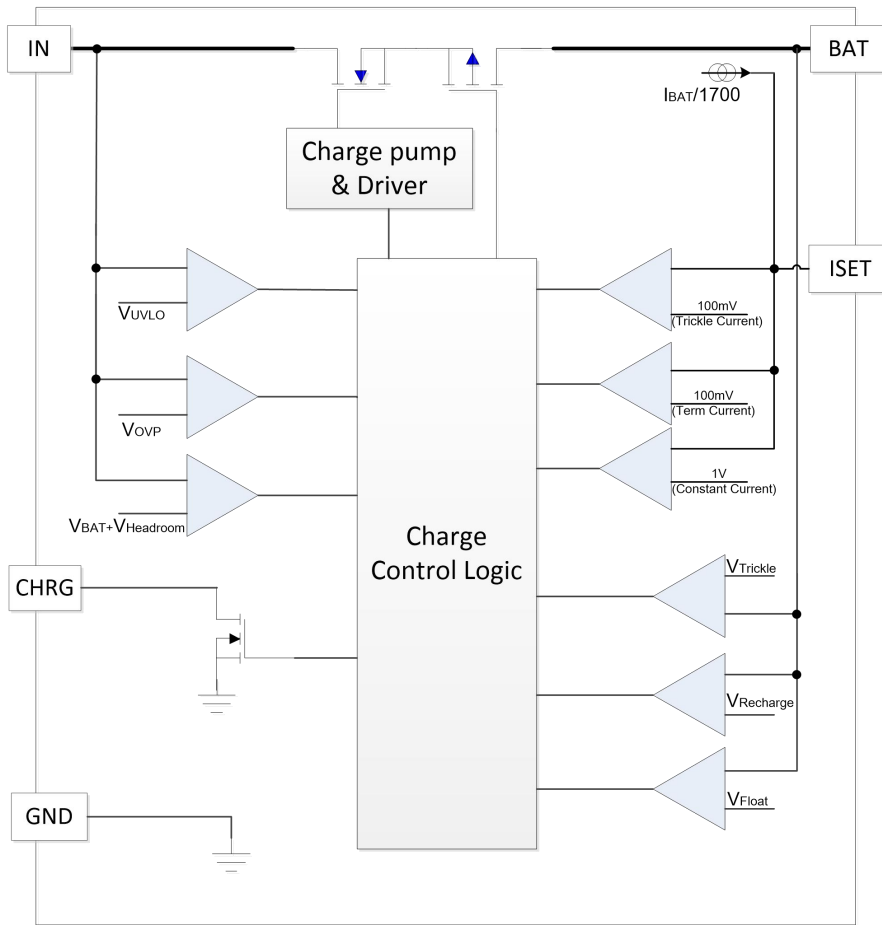 IN
BAT
IBAT/1700
Charge pump
& Driver
ISET
VUVLO
100mV
(Trickle Current)
VOVP
100mV
(Term Current)
1V
(Constant Current)
VBAT+VHeadroom
Charge
Control Logic
VTrickle
CHRG
VRecharge
VFloat
GND